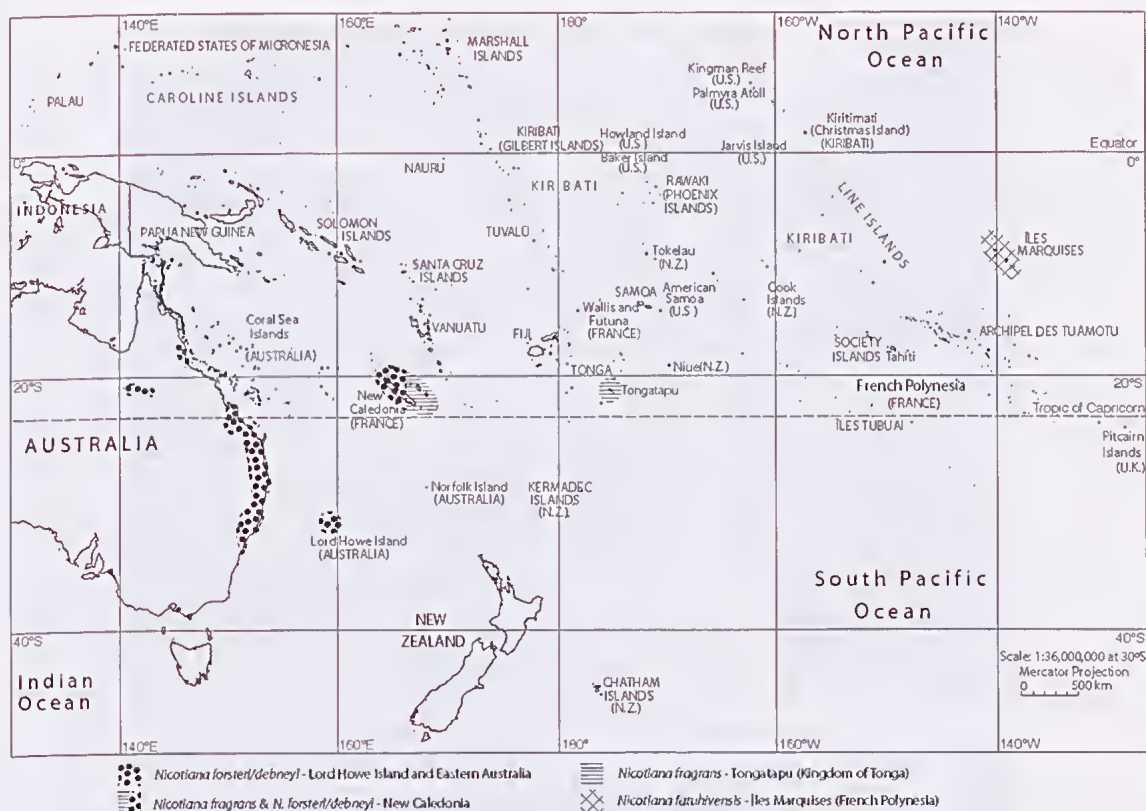 140°E
160°E
180°
160°W
140°W
FEDERATED STATES OF MICRONESIA
MARSHALL
ISLANDS
North Pacific
Ocean
PALAU
CAROLINE ISLANDS
Kingman Reef
(U.S.)
Palmyra Atoll
(U.S.)
KIRIBATI
(GILBERT ISLANDS)
Howland Island
(U.S.)
Baker Island
(U.S.)
Jarvis Island
(U.S.)
Kiritimati
(Christmas Island)
(KIRIBATI)
Equator
0°
0°
NAURU
KIRIBATI
RAWAKI
(PHOENIX
ISLANDS)
LINE ISLANDS
INDONESIA
PAPUA NEW GUINEA
SOLOMON
ISLANDS
TUVALU
KIRIBATI
ÎLES
MARQUISES
Tokelau
(N.Z.)
SANTA CRUZ
ISLANDS
SAMOA
American
Samoa
(U.S.)
Cook
Islands
(N.Z.)
Wallis and
Futuna
(FRANCE)
Coral Sea
Islands
(AUSTRALIA)
VANUATU
FIJI
ARCHIPEL DES TUAMOTU
SOCIETY
ISLANDS
Tahiti
TONGA
Niue(N.Z.)
20°S
20°S
New
Caledonia
(FRANCE)
Tongatapu
French Polynesia
(FRANCE)
Tropic of Capricorn
AUSTRALIA
ÎLES TUBUAI
Pitcairn
Islands
(U.K.)
Norfolk Island
(AUSTRALIA)
KERMADEC
ISLANDS
(N.Z.)
Lord Howe Island
(AUSTRALIA)
South Pacific
Ocean
NEW
ZEALAND
40°S
40°S
Scale: 1:36,000,000 at 30°S
Mercator Projection
0 500 km
Indian
Ocean
CHATHAM
ISLANDS
(N.Z.)
140°E
160°E
180°
160°W
140°W
Nicotiana forsteri/debneyi - Lord Howe Island and Eastern Australia
Nicotiana fragrans - Tongatapu (Kingdom of Tonga)
Nicotiana fragrans & N. forsteri/debneyi - New Caledonia
Nicotiana fatuhivensis - Îles Marquises (French Polynesia)